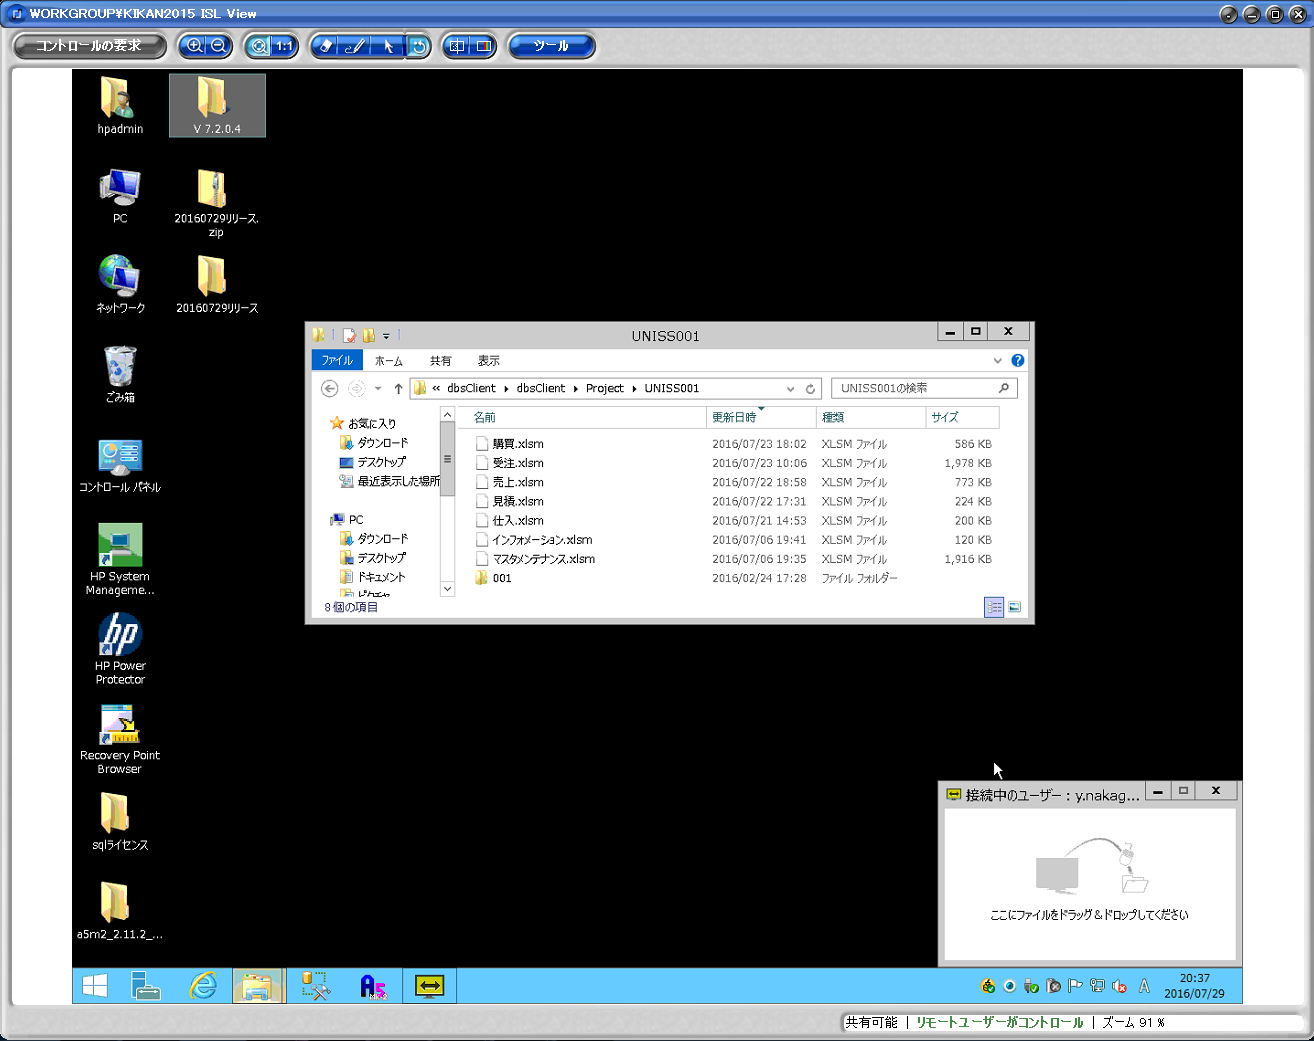 WORKGROUP¥KIKAN2015 ISL View
コントロールの要求
1:1
ツール
hpadmin
V 7.2.0.4
PC
20160729リリース.
zip
ネットワーク
20160729リリース
ごみ箱
コントロール パネル
HP System
Manageme...
HP Power
Protector
Recovery Point
Browser
sqlライセンス
a5m2_2.11.2_...
UNISS001
ファイル ホーム 共有 表示
« dbsClient ▸ dbsClient ▸ Project ▸ UNISS001
UNISS001の検索
お気に入り
ダウンロード
デスクトップ
最近表示した場所
PC
ダウンロード
デスクトップ
ドキュメント
ピクチャ
名前 更新日時 種類 サイズ
購買.xlsm 2016/07/23 18:02 XLSM ファイル 586 KB
受注.xlsm 2016/07/23 10:06 XLSM ファイル 1,978 KB
売上.xlsm 2016/07/22 18:58 XLSM ファイル 773 KB
見積.xlsm 2016/07/22 17:31 XLSM ファイル 224 KB
仕入.xlsm 2016/07/21 14:53 XLSM ファイル 200 KB
インフォメーション.xlsm 2016/07/06 19:41 XLSM ファイル 120 KB
マスタメンテナンス.xlsm 2016/07/06 19:35 XLSM ファイル 1,916 KB
001 2016/02/24 17:28 ファイル フォルダー
8 個の項目
接続中のユーザー：y.nakag...
ここにファイルをドラッグ＆ドロップしてください
A
20:37
2016/07/29
共有可能 | リモートユーザーがコントロール | ズーム 91 %